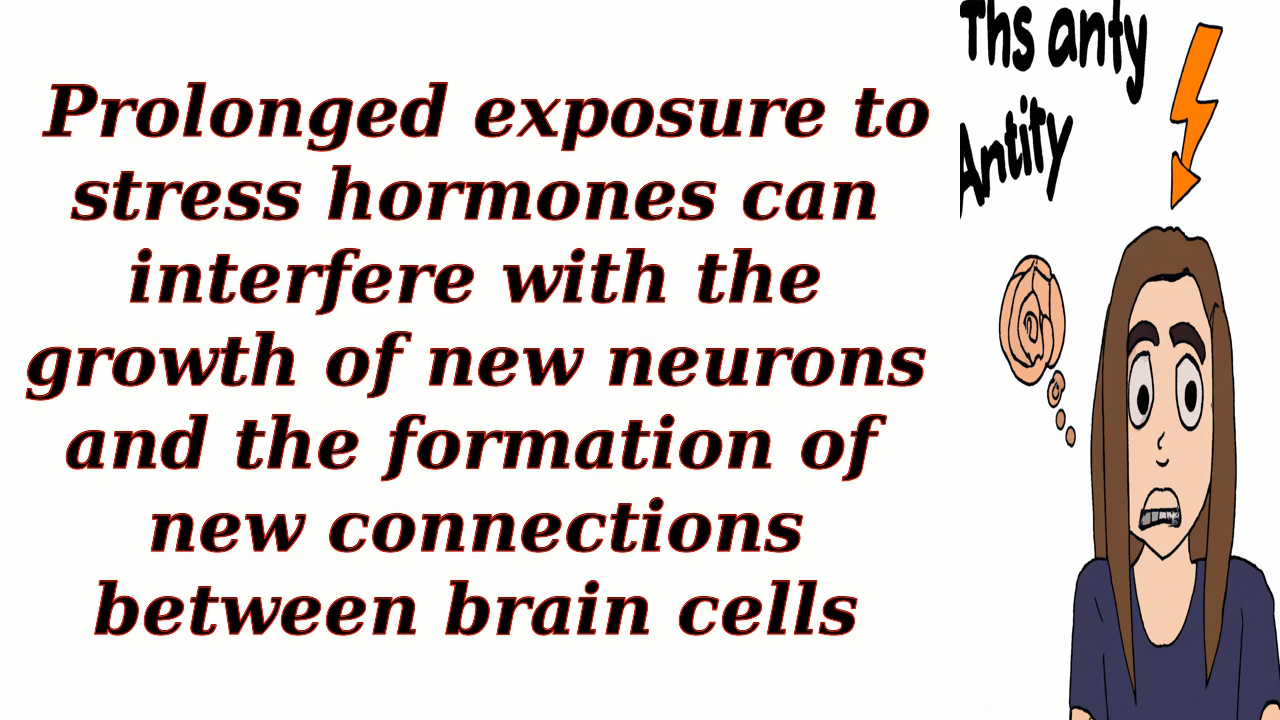 Prolonged exposure to
stress hormones can
interfere with the
growth of new neurons
and the formation of
new connections
between brain cells
Ths anty
Antity